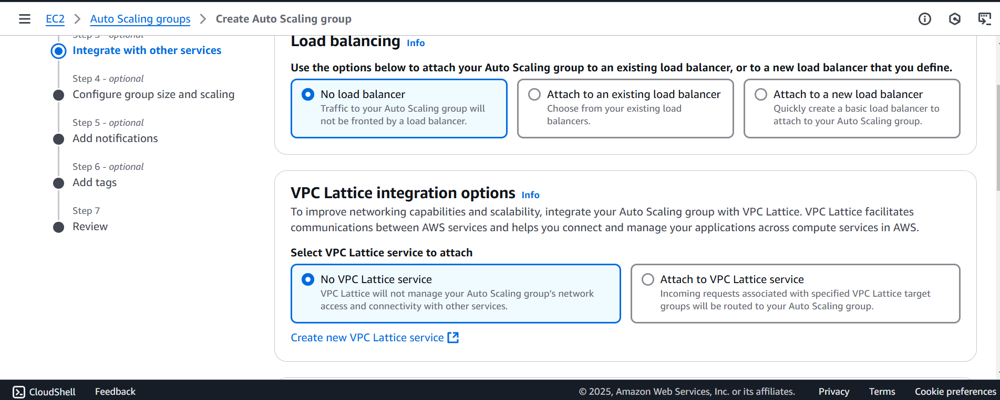 EC2 > Auto Scaling groups > Create Auto Scaling group
Step 3 - optional
Integrate with other services
Step 4 - optional
Configure group size and scaling
Step 5 - optional
Add notifications
Step 6 - optional
Add tags
Step 7
Review
Load balancing Info
Use the options below to attach your Auto Scaling group to an existing load balancer, or to a new load balancer that you define.
No load balancer
Traffic to your Auto Scaling group will
not be fronted by a load balancer.
Attach to an existing load balancer
Choose from your existing load
balancers.
Attach to a new load balancer
Quickly create a basic load balancer to
attach to your Auto Scaling group.
VPC Lattice integration options Info
To improve networking capabilities and scalability, integrate your Auto Scaling group with VPC Lattice. VPC Lattice facilitates
communications between AWS services and helps you connect and manage your applications across compute services in AWS.
Select VPC Lattice service to attach
No VPC Lattice service
VPC Lattice will not manage your Auto Scaling group's network
access and connectivity with other services.
Attach to VPC Lattice service
Incoming requests associated with specified VPC Lattice target
groups will be routed to your Auto Scaling group.
Create new VPC Lattice service
CloudShell Feedback © 2025, Amazon Web Services, Inc. or its affiliates. Privacy Terms Cookie preferences